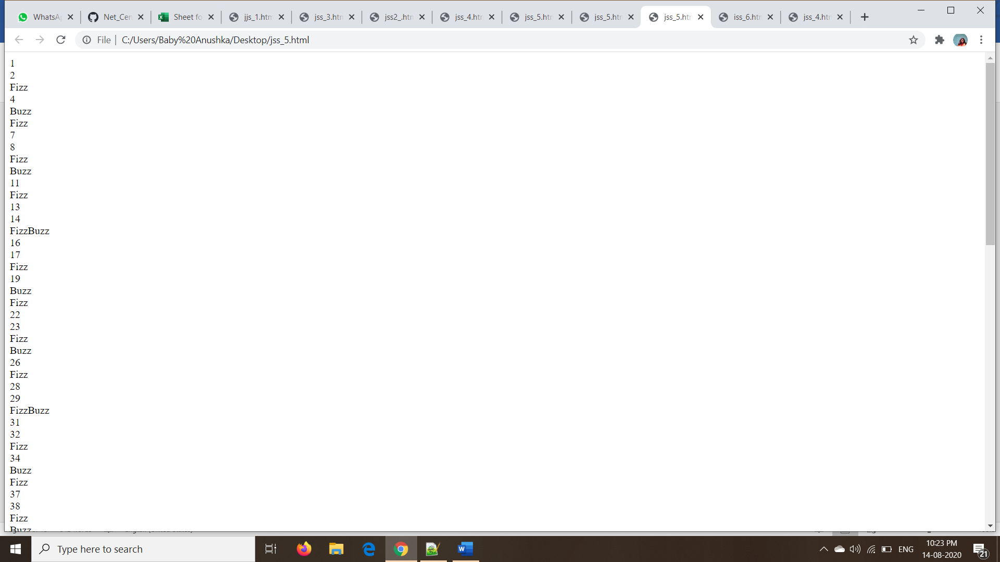 WhatsA
Net_Cen
Sheet fo
jjs_1.htm
jss_3.htm
jss2_.htm
jss_4.htm
jss_5.htm
jss_5.htm
jss_5.htm
iss_6.htm
jss_4.htm
File | C:/Users/Baby%20Anushka/Desktop/jss_5.html
1
2
Fizz
4
Buzz
Fizz
7
8
Fizz
Buzz
11
Fizz
13
14
FizzBuzz
16
17
Fizz
19
Buzz
Fizz
22
23
Fizz
Buzz
26
Fizz
28
29
FizzBuzz
31
32
Fizz
34
Buzz
Fizz
37
38
Fizz
Buzz
Type here to search
ENG
10:23 PM
14-08-2020
21